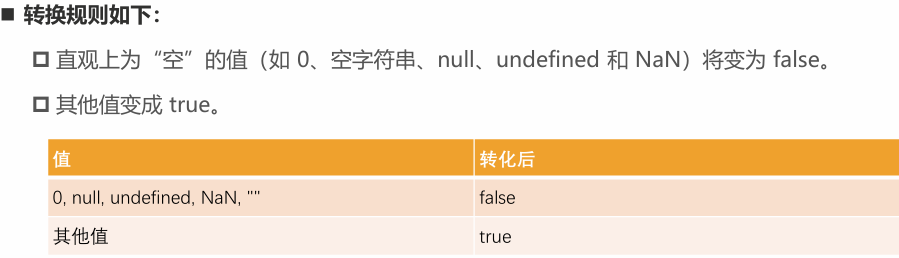 ■ 转换规则如下：
直观上为“空”的值（如 0、空字符串、null、undefined 和 NaN）将变为 false。
其他值变成 true。
值 转化后
0, null, undefined, NaN, "" false
其他值 true